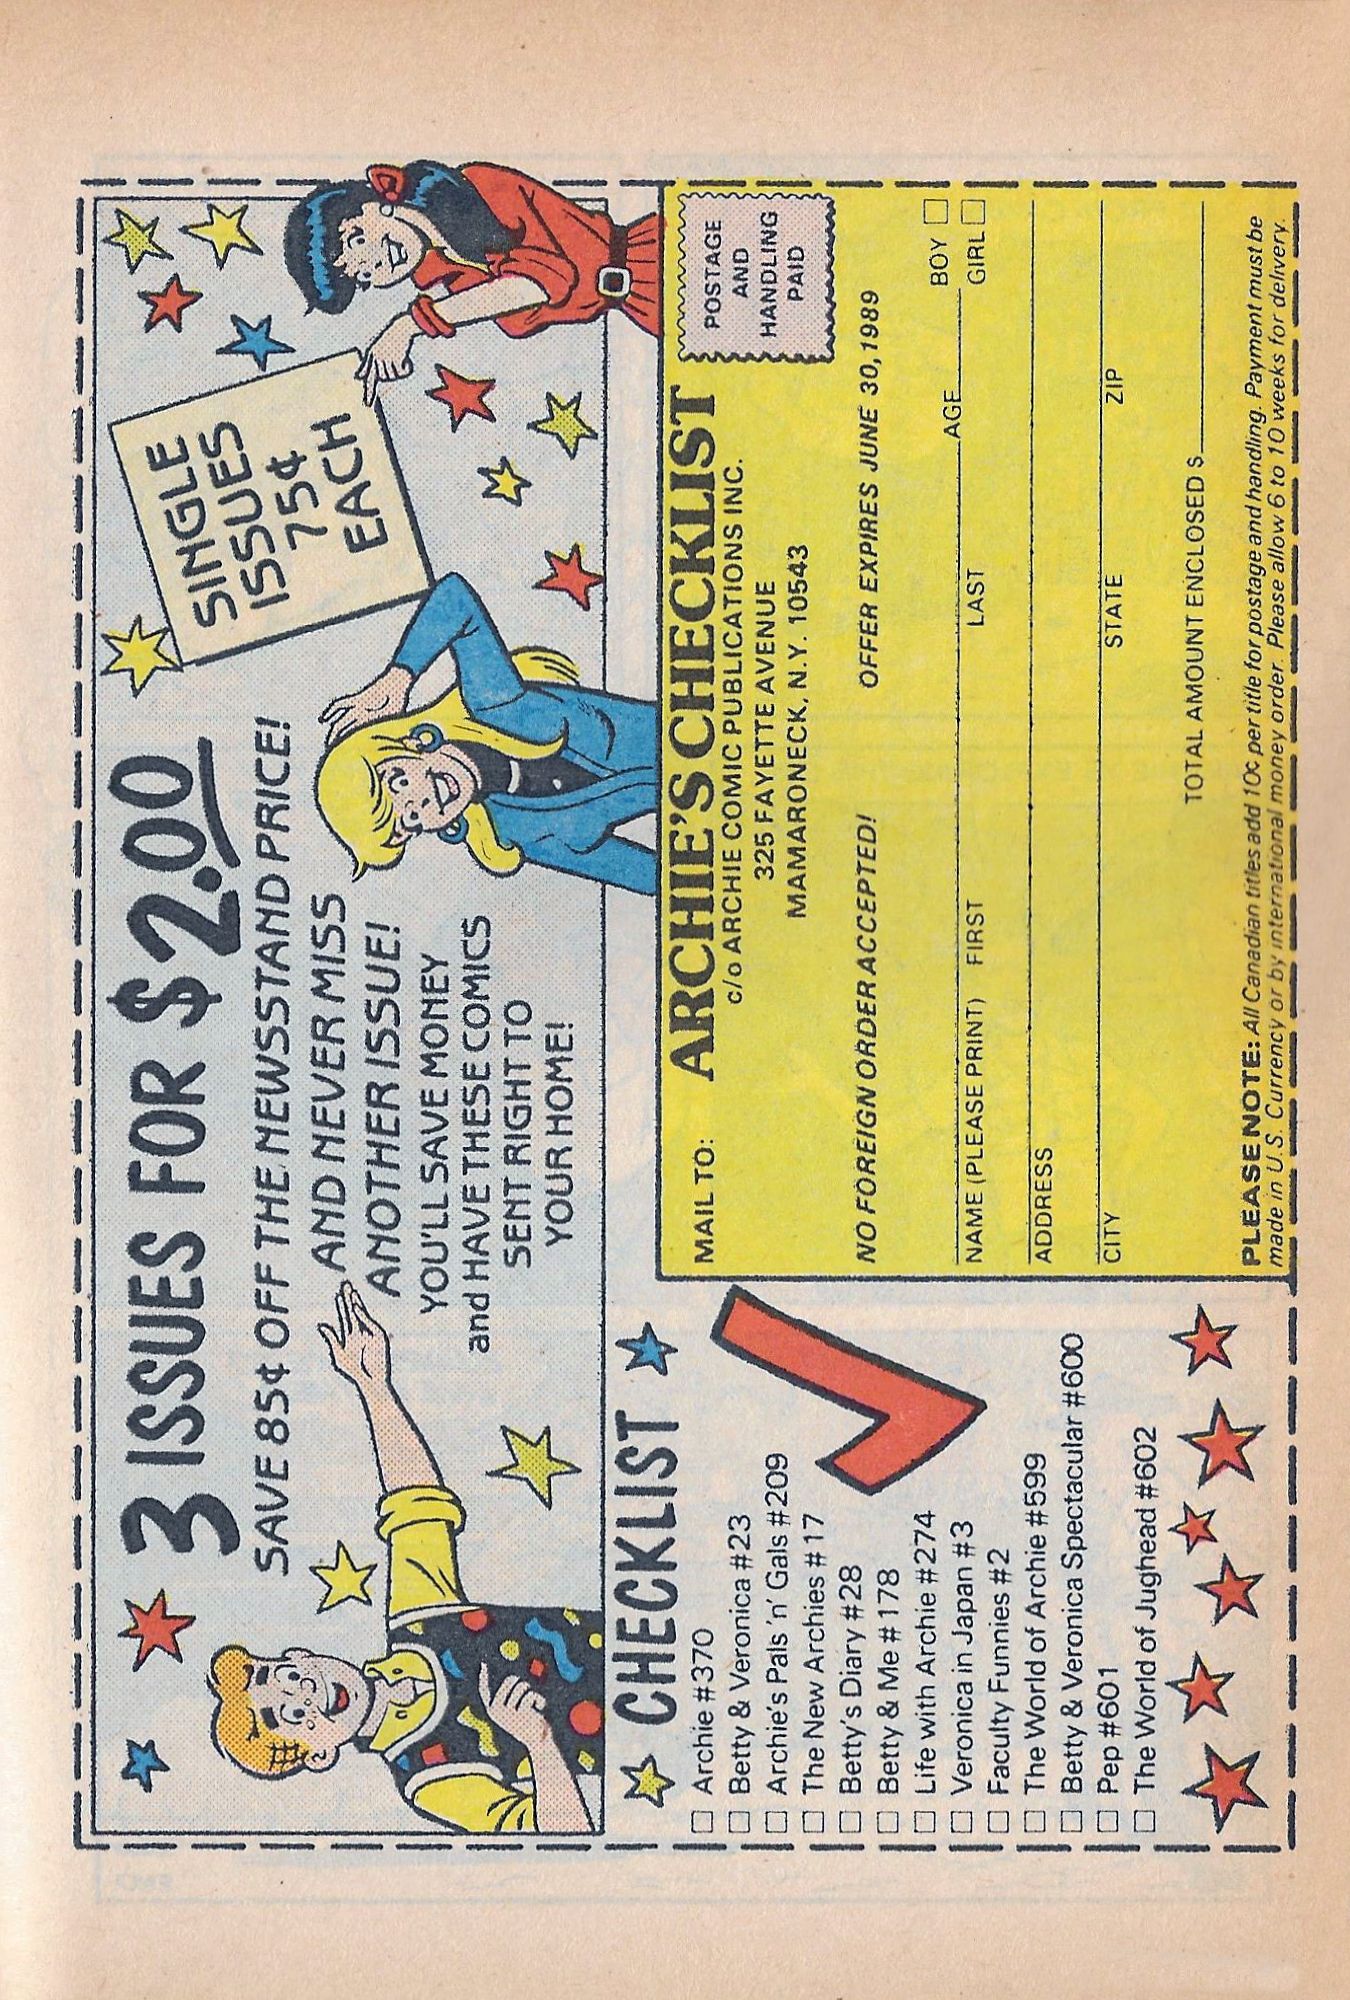 3 ISSUES FOR $2.00
SAVE 85¢ OFF THE NEWSSTAND PRICE!
AND NEVER MISS
ANOTHER ISSUE!
YOU'LL SAVE MONEY
and HAVE THESE COMICS
SENT RIGHT TO
YOUR HOME!
SINGLE
ISSUES
75¢
EACH
CHECKLIST
Archie #370
Betty & Veronica #23
Archie's Pals 'n' Gals #209
The New Archies #17
Betty's Diary #28
Betty & Me #178
Life with Archie #274
Veronica in Japan #3
Faculty Funnies #2
The World of Archie #599
Betty & Veronica Spectacular #600
Pep #601
The World of Jughead #602
MAIL TO: ARCHIE'S CHECKLIST
c/o ARCHIE COMIC PUBLICATIONS INC.
325 FAYETTE AVENUE
MAMARONECK, N.Y. 10543
POSTAGE
AND
HANDLING
PAID
NO FOREIGN ORDER ACCEPTED! OFFER EXPIRES JUNE 30,1989
AGE BOY
NAME (PLEASE PRINT) FIRST LAST GIRL
ADDRESS
CITY STATE ZIP
TOTAL AMOUNT ENCLOSED $
PLEASE NOTE: All Canadian titles add 10¢ per title for postage and handling. Payment must be
made in U.S. Currency or by international money order. Please allow 6 to 10 weeks for delivery.